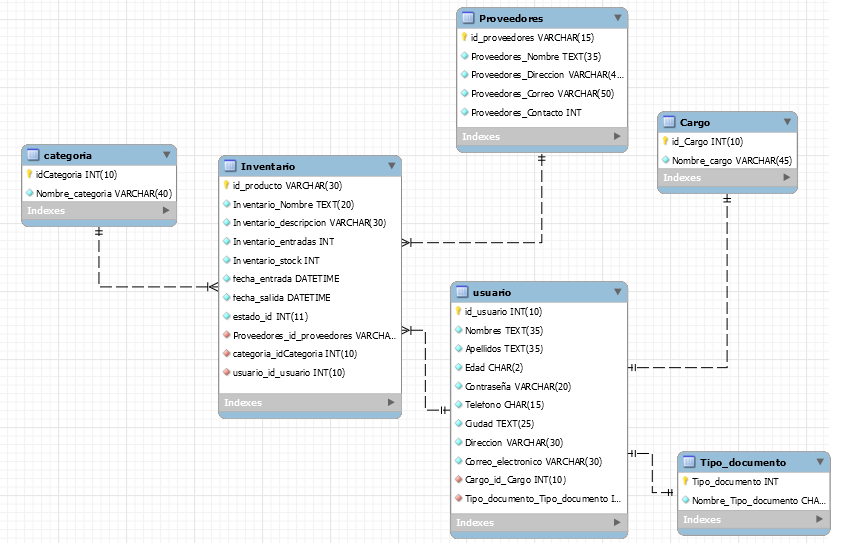 Proveedores
id_proveedores VARCHAR(15)
Proveedores_Nombre TEXT(35)
Proveedores_Direccion VARCHAR(4...
Proveedores_Correo VARCHAR(50)
Proveedores_Contacto INT
Indexes
Cargo
id_Cargo INT(10)
Nombre_cargo VARCHAR(45)
Indexes
categoria
idCategoria INT(10)
Nombre_categoria VARCHAR(40)
Indexes
Inventario
id_producto VARCHAR(30)
Inventario_Nombre TEXT(20)
Inventario_descripcion VARCHAR(30)
Inventario_entradas INT
Inventario_stock INT
fecha_entrada DATETIME
fecha_salida DATETIME
estado_id INT(11)
Proveedores_id_proveedores VARCHA...
categoria_idCategoria INT(10)
usuario_id_usuario INT(10)
Indexes
usuario
id_usuario INT(10)
Nombres TEXT(35)
Apellidos TEXT(35)
Edad CHAR(2)
Contraseña VARCHAR(20)
Telefono CHAR(15)
Ciudad TEXT(25)
Direccion VARCHAR(30)
Correo_electronico VARCHAR(30)
Cargo_id_Cargo INT(10)
Tipo_documento_Tipo_documento I...
Indexes
Tipo_documento
Tipo_documento INT
Nombre_Tipo_documento CHA...
Indexes